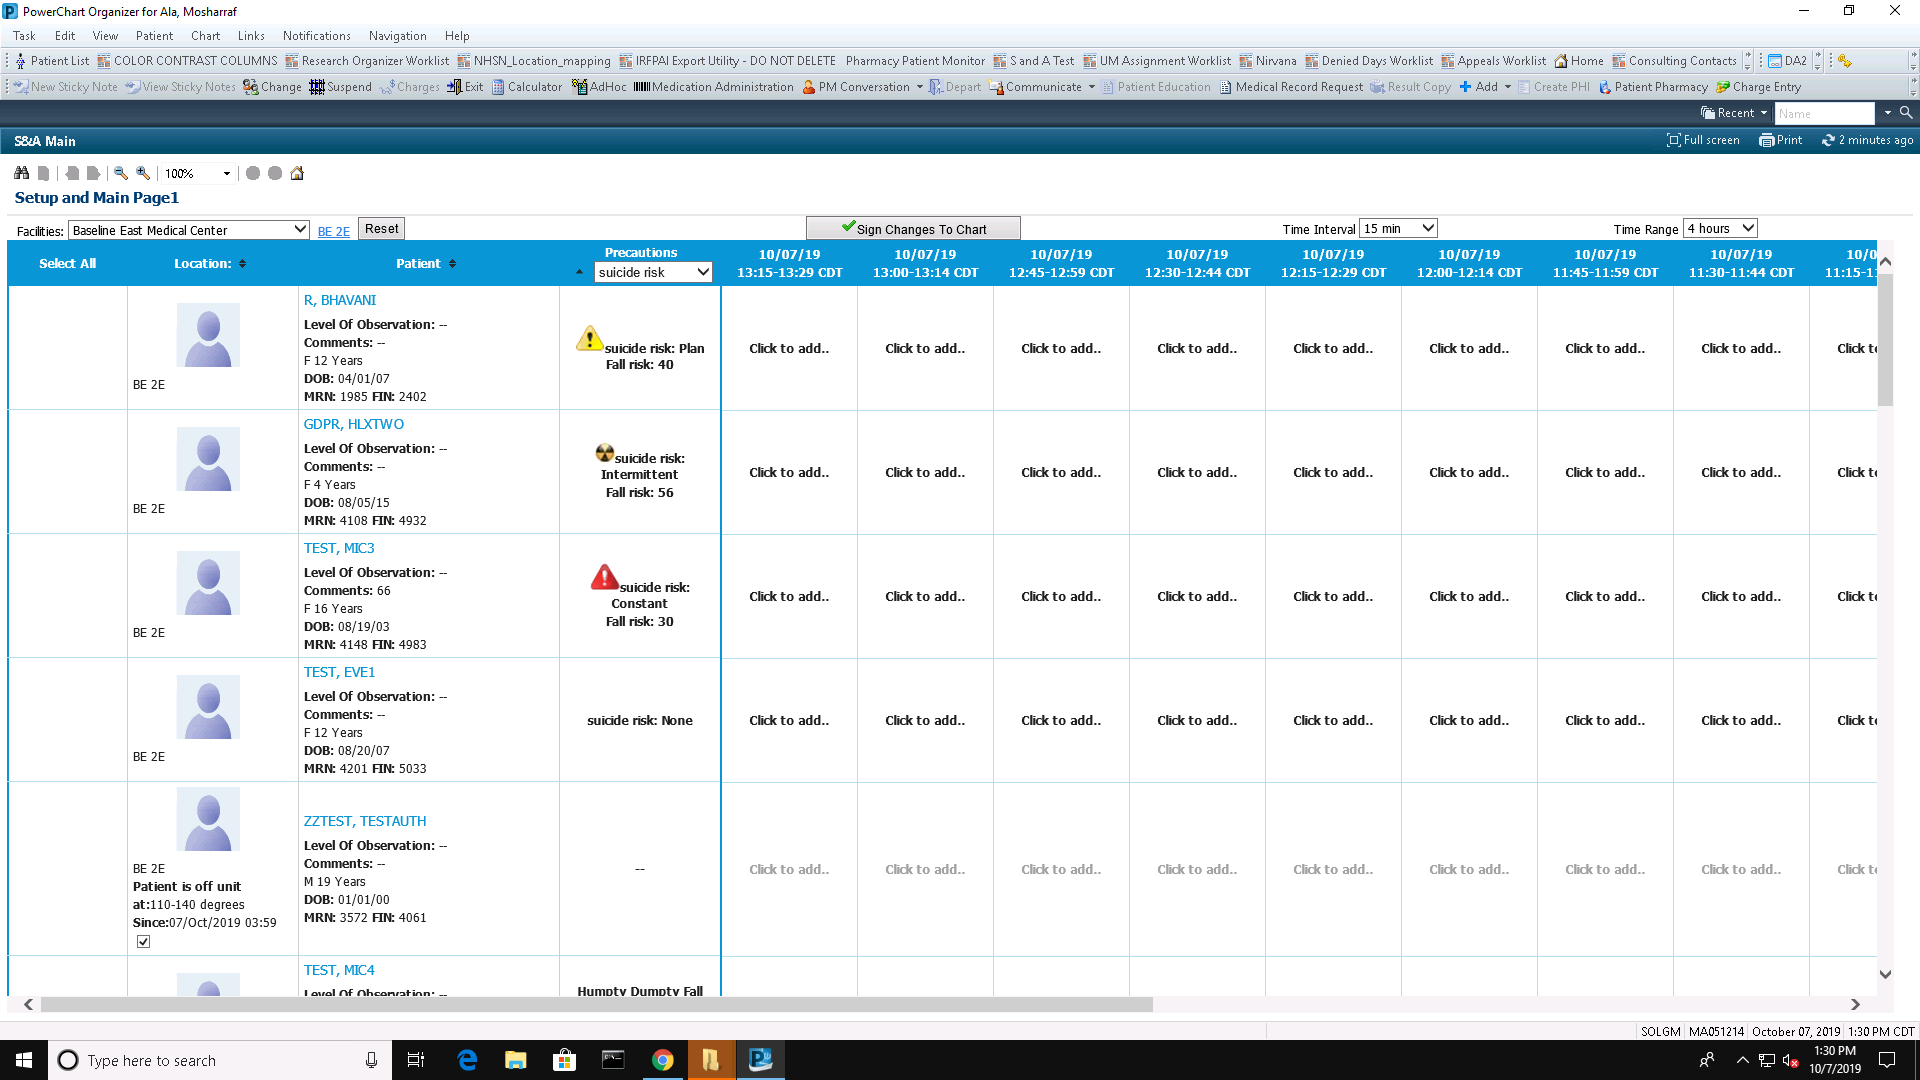 PowerChart Organizer for Ala, Mosharraf
Task Edit View Patient Chart Links Notifications Navigation Help
Patient List COLOR CONTRAST COLUMNS Research Organizer Worklist NHSN_Location_mapping IRFPAI Export Utility - DO NOT DELETE Pharmacy Patient Monitor S and A Test UM Assignment Worklist Nirvana Denied Days Worklist Appeals Worklist Home Consulting Contacts DA2
New Sticky Note View Sticky Notes Change Suspend Charges Exit Calculator AdHoc Medication Administration PM Conversation Depart Communicate Patient Education Medical Record Request Result Copy Add Create PHI Patient Pharmacy Charge Entry
Recent Name
S&A Main Full screen Print 2 minutes ago
100%
Setup and Main Page1
Facilities: Baseline East Medical Center BE 2E Reset Sign Changes To Chart Time Interval 15 min Time Range 4 hours
Select All Location: Patient Precautions suicide risk
10/07/19 10/07/19 10/07/19 10/07/19 10/07/19 10/07/19 10/07/19 10/07/19 10/0
13:15-13:29 CDT 13:00-13:14 CDT 12:45-12:59 CDT 12:30-12:44 CDT 12:15-12:29 CDT 12:00-12:14 CDT 11:45-11:59 CDT 11:30-11:44 CDT 11:15-1
BE 2E
R, BHAVANI
Level Of Observation: --
Comments: --
F 12 Years
DOB: 04/01/07
MRN: 1985 FIN: 2402
suicide risk: Plan
Fall risk: 40
Click to add.. Click to add.. Click to add.. Click to add.. Click to add.. Click to add.. Click to add.. Click to add.. Click t
BE 2E
GDPR, HLXTWO
Level Of Observation: --
Comments: --
F 4 Years
DOB: 08/05/15
MRN: 4108 FIN: 4932
suicide risk:
Intermittent
Fall risk: 56
Click to add.. Click to add.. Click to add.. Click to add.. Click to add.. Click to add.. Click to add.. Click to add.. Click t
BE 2E
TEST, MIC3
Level Of Observation: --
Comments: 66
F 16 Years
DOB: 08/19/03
MRN: 4148 FIN: 4983
suicide risk:
Constant
Fall risk: 30
Click to add.. Click to add.. Click to add.. Click to add.. Click to add.. Click to add.. Click to add.. Click to add.. Click t
BE 2E
TEST, EVE1
Level Of Observation: --
Comments: --
F 12 Years
DOB: 08/20/07
MRN: 4201 FIN: 5033
suicide risk: None
Click to add.. Click to add.. Click to add.. Click to add.. Click to add.. Click to add.. Click to add.. Click to add.. Click t
BE 2E
Patient is off unit
at:110-140 degrees
Since:07/Oct/2019 03:59
ZZTEST, TESTAUTH
Level Of Observation: --
Comments: --
M 19 Years
DOB: 01/01/00
MRN: 3572 FIN: 4061
--
Click to add.. Click to add.. Click to add.. Click to add.. Click to add.. Click to add.. Click to add.. Click to add.. Click t
TEST, MIC4
Level Of Observation: --
Humpty Dumpty Fall
SOLGM MA051214 October 07, 2019 1:30 PM CDT
Type here to search
1:30 PM
10/7/2019